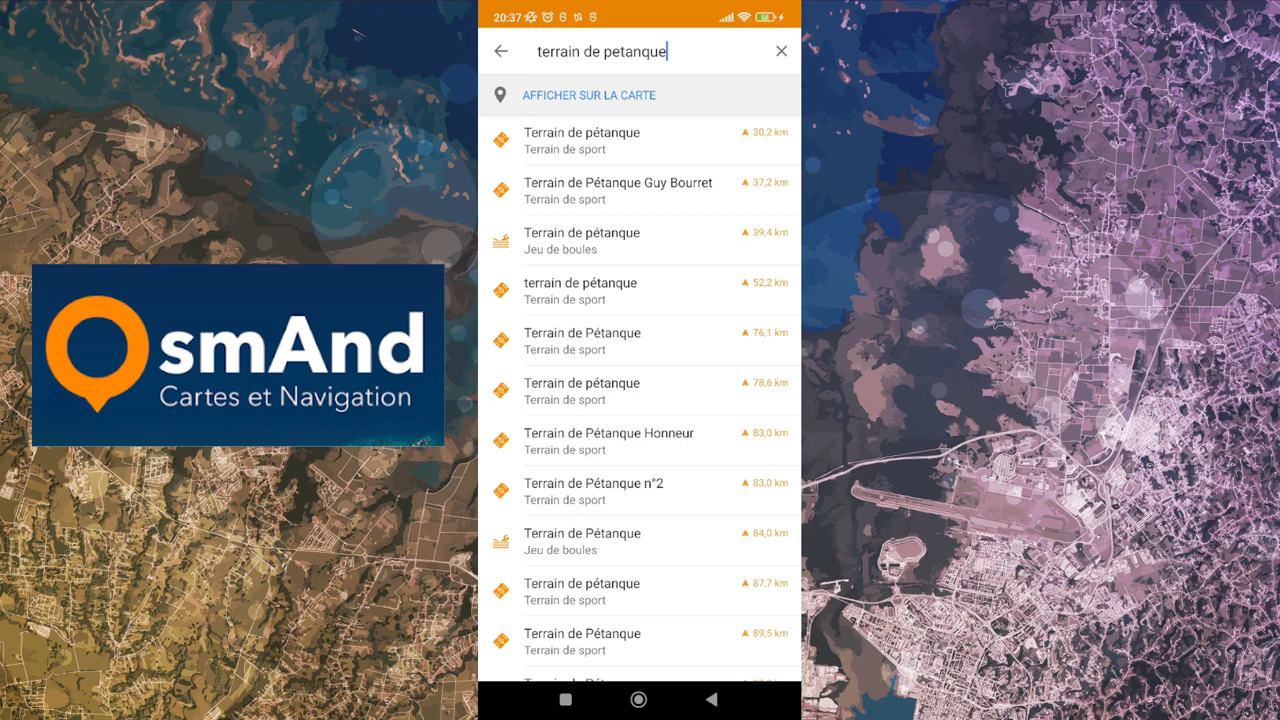 20:37
58
terrain de petanque
AFFICHER SUR LA CARTE
Terrain de pétanque
30,2 km
Terrain de sport
Terrain de Pétanque Guy Bourret
37,2 km
Terrain de sport
Terrain de pétanque
39,4 km
Jeu de boules
terrain de pétanque
52,2 km
Terrain de sport
Terrain de Pétanque
76,1 km
Terrain de sport
Terrain de pétanque
78,6 km
Terrain de sport
Terrain de Pétanque Honneur
83,0 km
Terrain de sport
Terrain de Pétanque n°2
83,0 km
Terrain de sport
Terrain de Pétanque
84,0 km
Jeu de boules
Terrain de pétanque
87,7 km
Terrain de sport
Terrain de Pétanque
89,5 km
Terrain de sport
OsmAnd
Cartes et Navigation